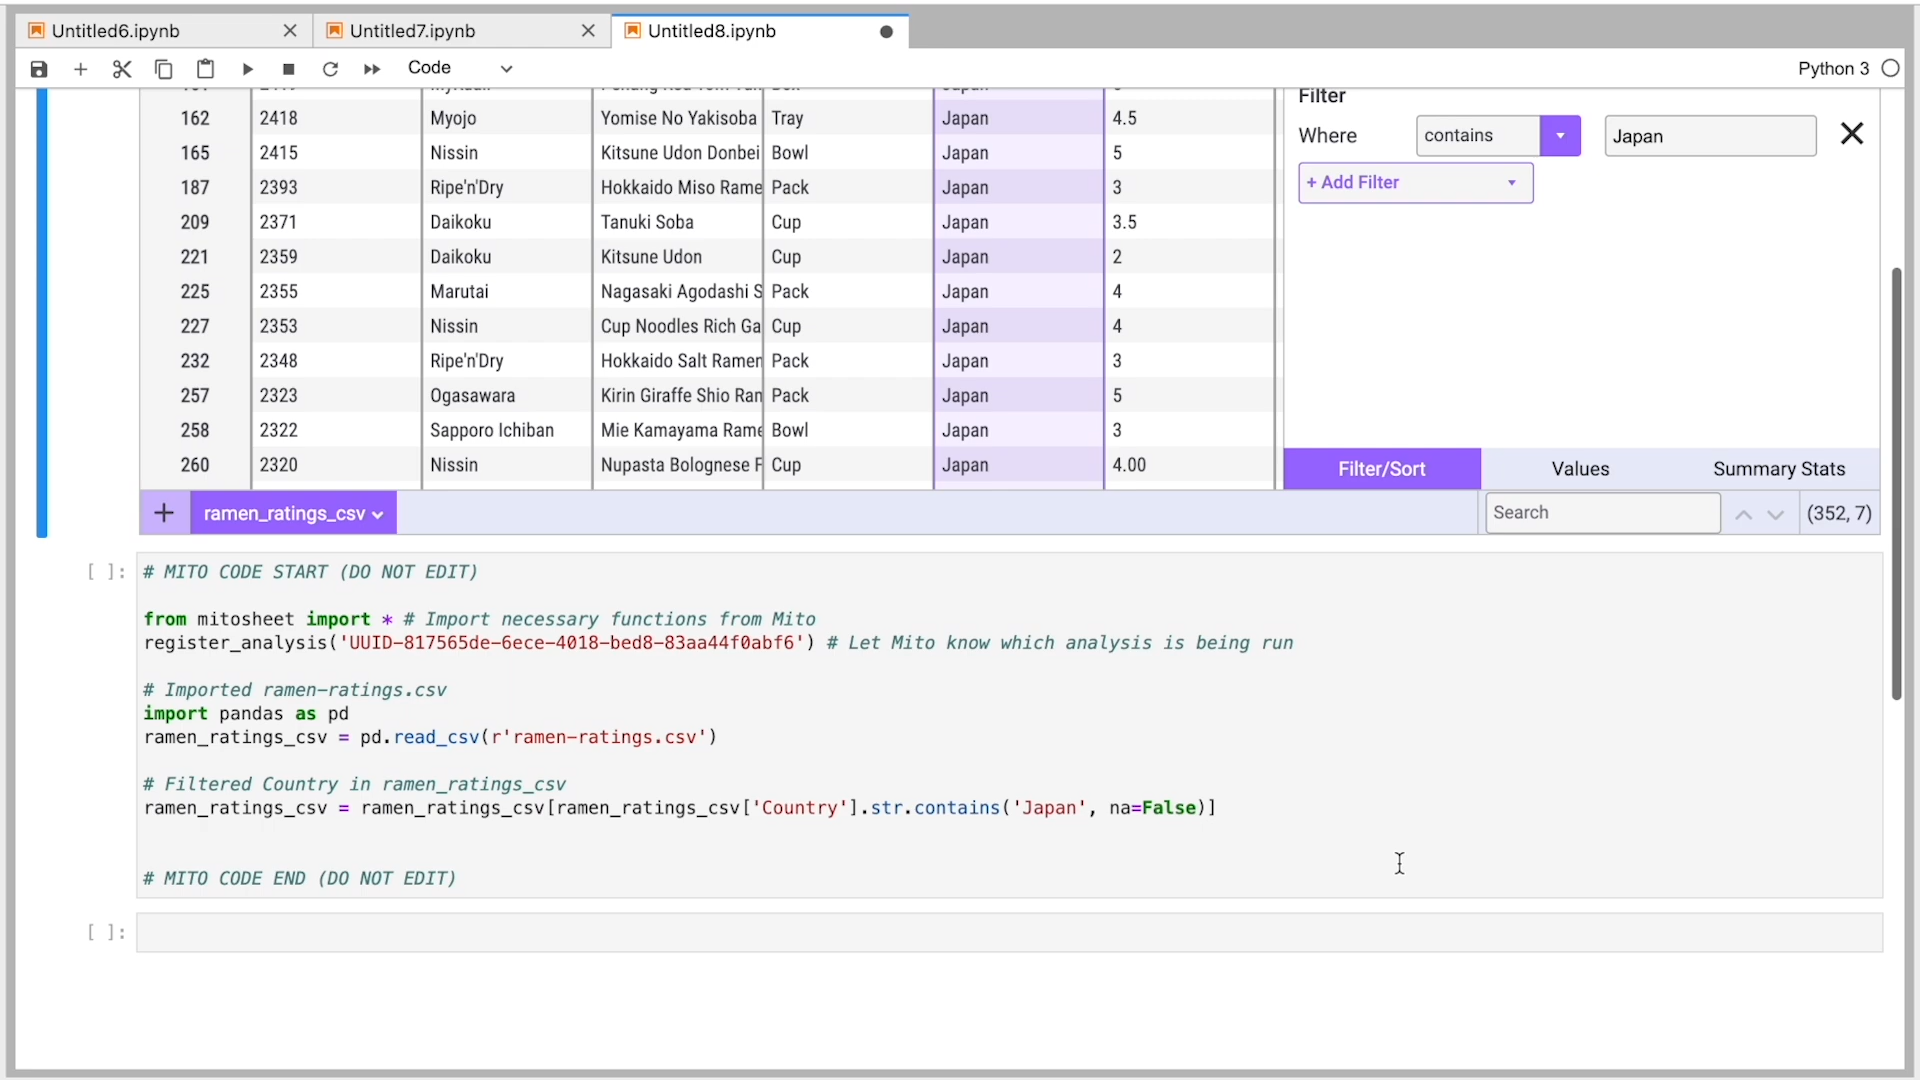 Untitled6.ipynb
Untitled7.ipynb
Untitled8.ipynb
Code
Python 3
162 2418 Myojo Yomise No Yakisoba Tray Japan 4.5
165 2415 Nissin Kitsune Udon Donbei Bowl Japan 5
187 2393 Ripe'n'Dry Hokkaido Miso Rame Pack Japan 3
209 2371 Daikoku Tanuki Soba Cup Japan 3.5
221 2359 Daikoku Kitsune Udon Cup Japan 2
225 2355 Marutai Nagasaki Agodashi S Pack Japan 4
227 2353 Nissin Cup Noodles Rich Ga Cup Japan 4
232 2348 Ripe'n'Dry Hokkaido Salt Ramen Pack Japan 3
257 2323 Ogasawara Kirin Giraffe Shio Ran Pack Japan 5
258 2322 Sapporo Ichiban Mie Kamayama Rame Bowl Japan 3
260 2320 Nissin Nupasta Bolognese F Cup Japan 4.00
Filter
Where contains Japan
+ Add Filter
Filter/Sort Values Summary Stats
+ ramen_ratings_csv
Search
(352, 7)
[ ]:
# MITO CODE START (DO NOT EDIT)
from mitosheet import * # Import necessary functions from Mito
register_analysis('UUID-817565de-6ece-4018-bed8-83aa44f0abf6') # Let Mito know which analysis is being run
# Imported ramen-ratings.csv
import pandas as pd
ramen_ratings_csv = pd.read_csv(r'ramen-ratings.csv')
# Filtered Country in ramen_ratings_csv
ramen_ratings_csv = ramen_ratings_csv[ramen_ratings_csv['Country'].str.contains('Japan', na=False)]
# MITO CODE END (DO NOT EDIT)
[ ]: